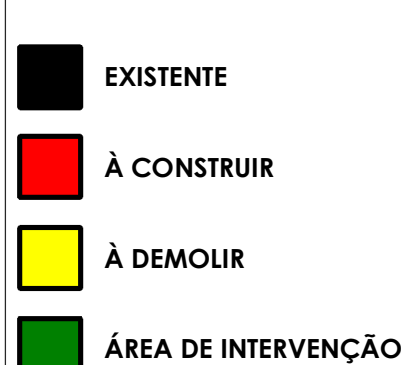 EXISTENTE
À CONSTRUIR
À DEMOLIR
ÁREA DE INTERVENÇÃO